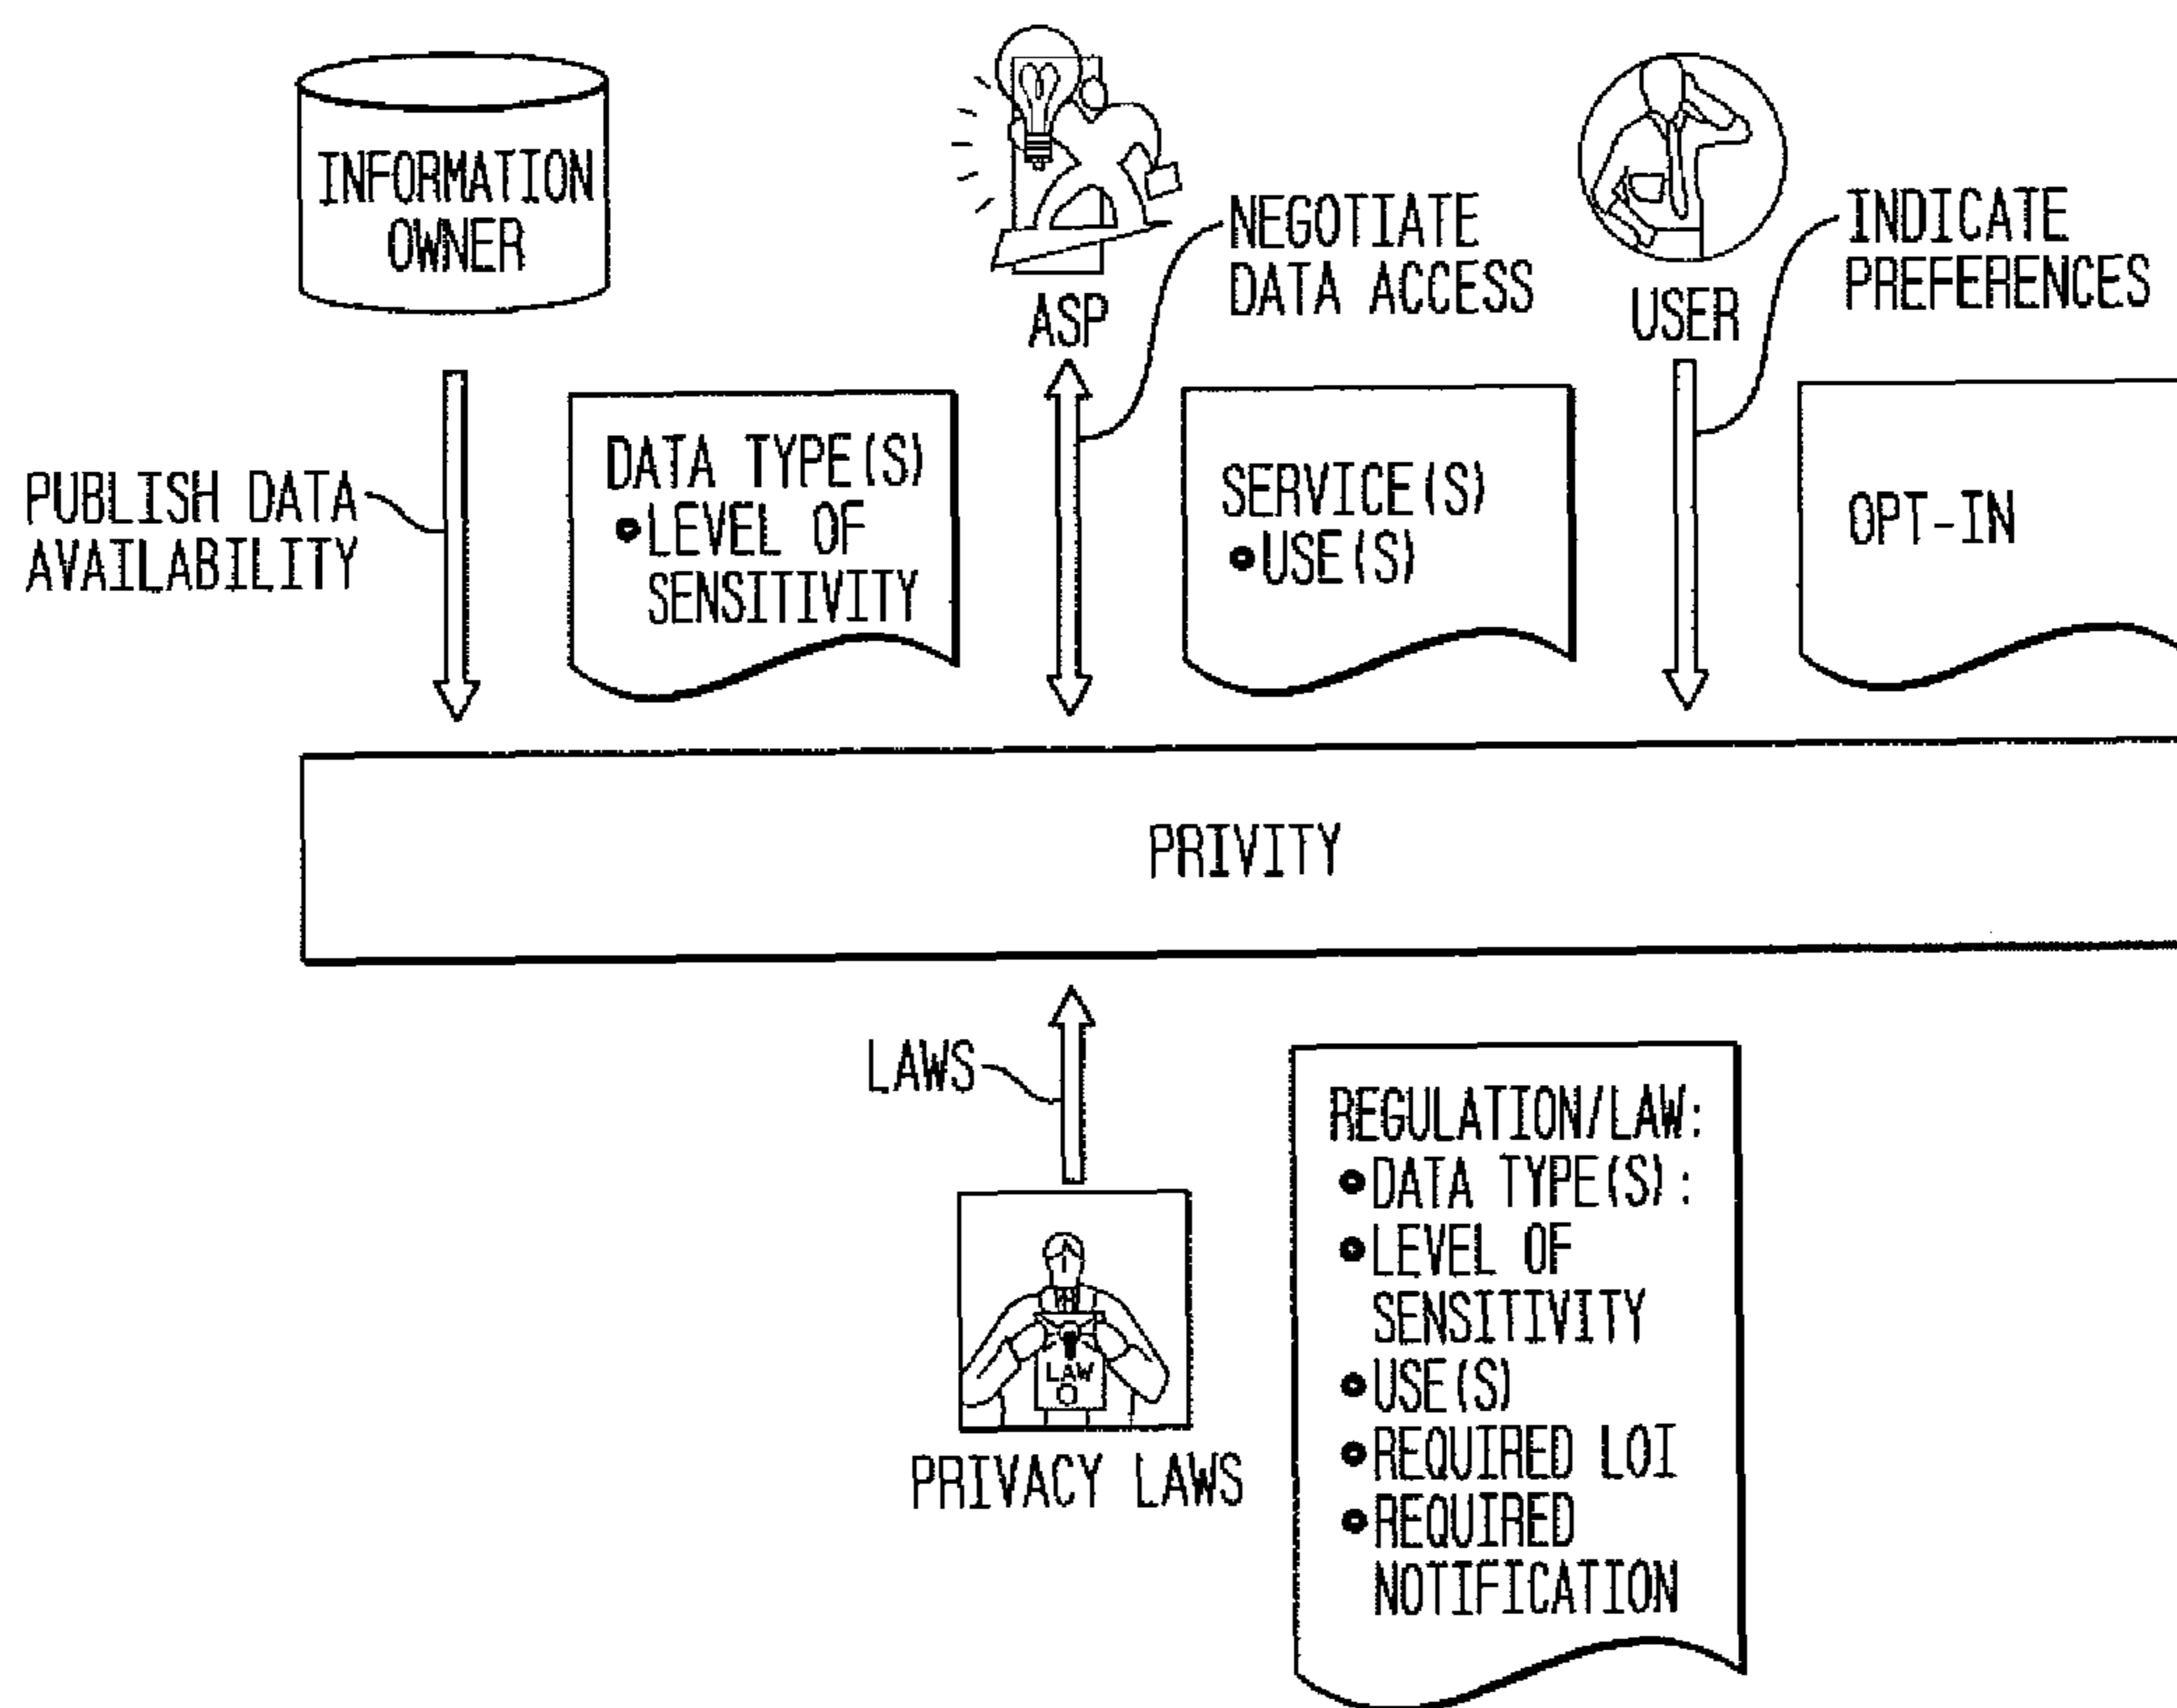 INFORMATION
OWNER
ASP
NEGOTIATE
DATA ACCESS
USER
INDICATE
PREFERENCES
PUBLISH DATA
AVAILABILITY
DATA TYPE(S)
•LEVEL OF
SENSITIVITY
SERVICE(S)
•USE(S)
OPT-IN
PRIVITY
LAWS
LAW
PRIVACY LAWS
REGULATION/LAW:
•DATA TYPE(S):
•LEVEL OF
SENSITIVITY
•USE(S)
•REQUIRED LOI
•REQUIRED
NOTIFICATION